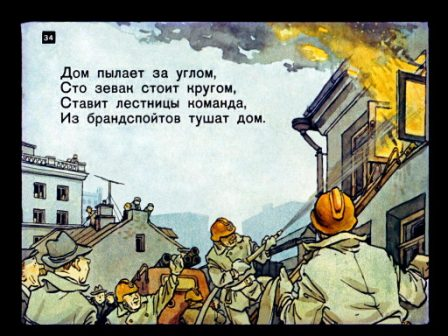 34
Дом пылает за углом,
Сто зевак стоит кругом,
Ставит лестницы команда,
Из брандспойтов тушат дом.